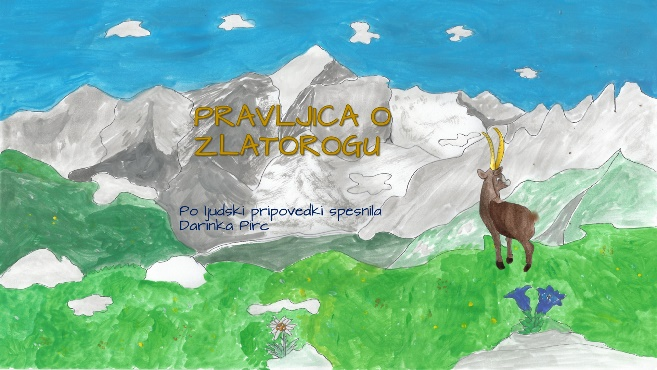 PRAVLJICA O
ZLATOROGU
Po ljudski pripovedki spesnila
Darinka Pirc